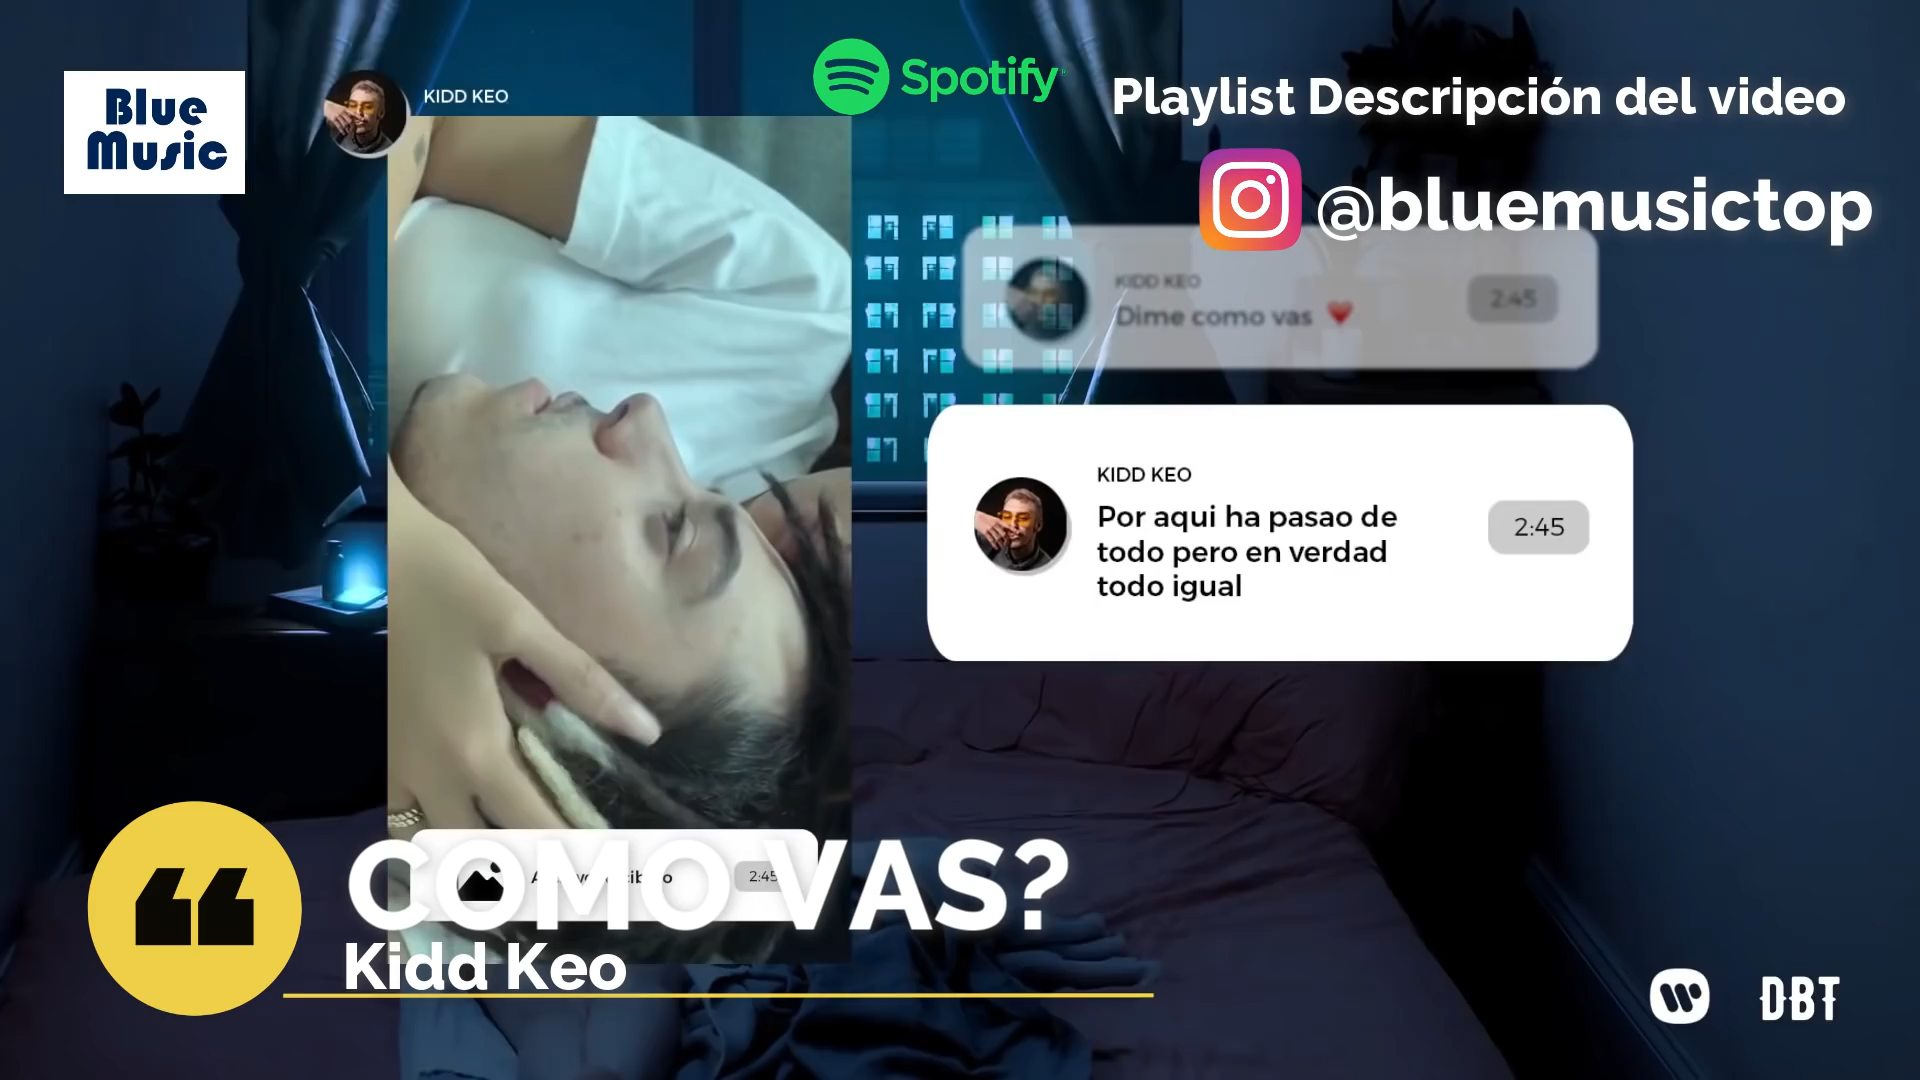 Blue
Music
KIDD KEO
Spotify
Playlist Descripción del video
@bluemusictop
KIDD KEO
Dime como vas ❤️
2:45
KIDD KEO
Por aqui ha pasao de
todo pero en verdad
todo igual
2:45
2:45
COMO VAS?
Kidd Keo
DBT